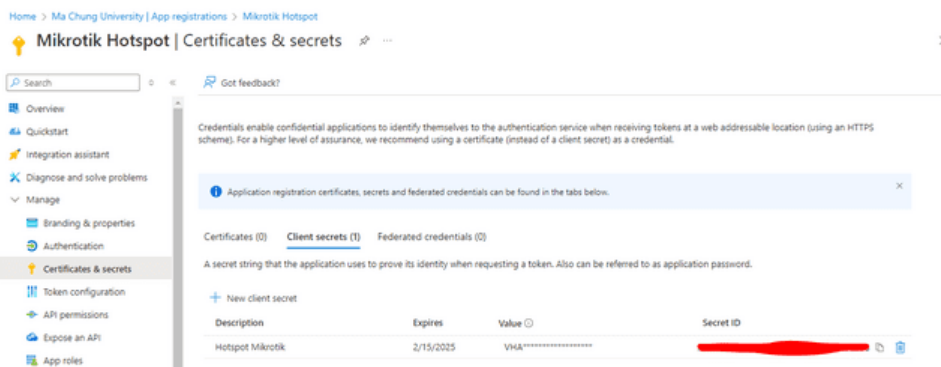 Home > Ma Chung University | App registrations > Mikrotik Hotspot
Mikrotik Hotspot | Certificates & secrets
Search
Got feedback?
Overview
Quickstart
Integration assistant
Diagnose and solve problems
Manage
Branding & properties
Authentication
Certificates & secrets
Token configuration
API permissions
Expose an API
App roles
Credentials enable confidential applications to identify themselves to the authentication service when receiving tokens at a web addressable location (using an HTTPS
scheme). For a higher level of assurance, we recommend using a certificate (instead of a client secret) as a credential.
Application registration certificates, secrets and federated credentials can be found in the tabs below.
Certificates (0) Client secrets (1) Federated credentials (0)
A secret string that the application uses to prove its identity when requesting a token. Also can be referred to as application password.
New client secret
Description Expires Value Secret ID
Hotspot Mikrotik 2/15/2025 VHA******************